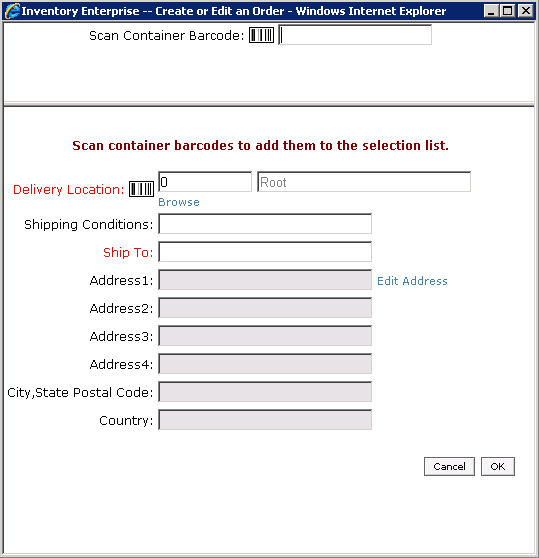 Inventory Enterprise -- Create or Edit an Order - Windows Internet Explorer
Scan Container Barcode:
Scan container barcodes to add them to the selection list.
Delivery Location: 0 Root
Browse
Shipping Conditions:
Ship To:
Address1: Edit Address
Address2:
Address3:
Address4:
City,State Postal Code:
Country:
Cancel OK